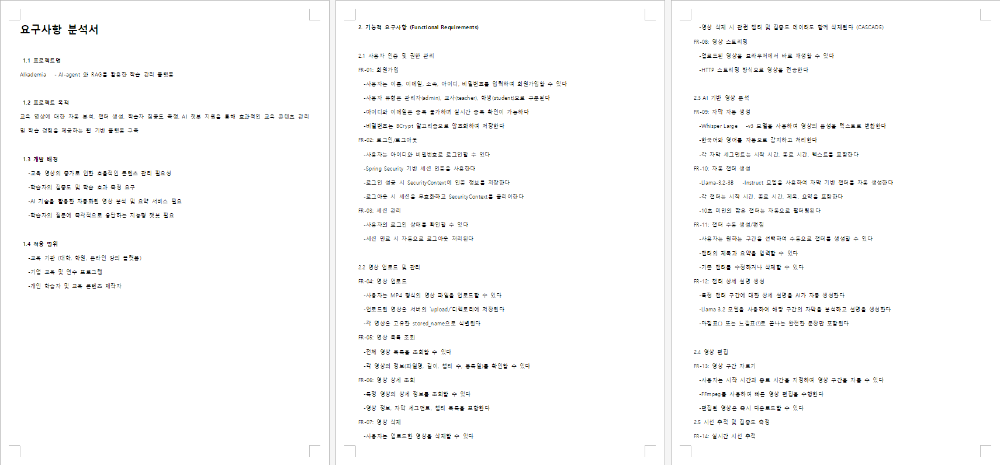 요구사항 분석서
1.1 프로젝트명
AIkademia - AI-agent 와 RAG를 활용한 학습 관리 플랫폼
1.2 프로젝트 목적
교육 영상에 대한 자동 분석, 챕터 생성, 학습자 집중도 측정, AI 챗봇 지원을 통해 효과적인 교육 콘텐츠 관리
및 학습 경험을 제공하는 웹 기반 플랫폼 구축
1.3 개발 배경
-교육 영상의 증가로 인한 효율적인 콘텐츠 관리 필요성
-학습자의 집중도 및 학습 효과 측정 요구
-AI 기술을 활용한 자동화된 영상 분석 및 요약 서비스 필요
-학습자의 질문에 즉각적으로 응답하는 지능형 챗봇 필요
1.4 적용 범위
-교육 기관 (대학, 학원, 온라인 강의 플랫폼)
-기업 교육 및 연수 프로그램
-개인 학습자 및 교육 콘텐츠 제작자
2. 기능적 요구사항 (Functional Requirements)
2.1 사용자 인증 및 권한 관리
FR-01: 회원가입
-사용자는 이름, 이메일, 소속, 아이디, 비밀번호를 입력하여 회원가입할 수 있다
-사용자 유형은 관리자(admin), 교사(teacher), 학생(student)으로 구분된다
-아이디와 이메일은 중복 불가하며 실시간 중복 확인이 가능하다
-비밀번호는 BCrypt 알고리즘으로 암호화하여 저장한다
FR-02: 로그인/로그아웃
-사용자는 아이디와 비밀번호로 로그인할 수 있다
-Spring Security 기반 세션 인증을 사용한다
-로그인 성공 시 SecurityContext에 인증 정보를 저장한다
-로그아웃 시 세션을 무효화하고 SecurityContext를 클리어한다
FR-03: 세션 관리
-사용자의 로그인 상태를 확인할 수 있다
-세션 만료 시 자동으로 로그아웃 처리된다
2.2 영상 업로드 및 관리
FR-04: 영상 업로드
-사용자는 MP4 형식의 영상 파일을 업로드할 수 있다
-업로드된 영상은 서버의 `upload/`디렉토리에 저장된다
-각 영상은 고유한 stored_name으로 식별된다
FR-05: 영상 목록 조회
-전체 영상 목록을 조회할 수 있다
-각 영상의 정보(파일명, 길이, 챕터 수, 등록일)를 확인할 수 있다
FR-06: 영상 상세 조회
-특정 영상의 상세 정보를 조회할 수 있다
-영상 정보, 자막 세그먼트, 챕터 목록을 포함한다
FR-07: 영상 삭제
-사용자는 업로드한 영상을 삭제할 수 있다
-영상 삭제 시 관련 챕터 및 집중도 데이터도 함께 삭제된다 (CASCADE)
FR-08: 영상 스트리밍
-업로드된 영상을 브라우저에서 바로 재생할 수 있다
-HTTP 스트리밍 방식으로 영상을 전송한다
2.3 AI 기반 영상 분석
FR-09: 자막 자동 생성
-Whisper Large -v3 모델을 사용하여 영상의 음성을 텍스트로 변환한다
-한국어와 영어를 자동으로 감지하고 처리한다
-각 자막 세그먼트는 시작 시간, 종료 시간, 텍스트를 포함한다
FR-10: 자동 챕터 생성
-Llama-3.2-3B -Instruct 모델을 사용하여 자막 기반 챕터를 자동 생성한다
-각 챕터는 시작 시간, 종료 시간, 제목, 요약을 포함한다
-10초 미만의 짧은 챕터는 자동으로 필터링된다
FR-11: 챕터 수동 생성/편집
-사용자는 원하는 구간을 선택하여 수동으로 챕터를 생성할 수 있다
-챕터의 제목과 요약을 입력할 수 있다
-기존 챕터를 수정하거나 삭제할 수 있다
FR-12: 챕터 상세 설명 생성
-특정 챕터 구간에 대한 상세 설명을 AI가 자동 생성한다
-Llama 3.2 모델을 사용하여 해당 구간의 자막을 분석하고 설명을 생성한다
-마침표(.) 또는 느낌표(!)로 끝나는 완전한 문장만 포함된다
2.4 영상 편집
FR-13: 영상 구간 자르기
-사용자는 시작 시간과 종료 시간을 지정하여 영상 구간을 자를 수 있다
-FFmpeg를 사용하여 빠른 영상 편집을 수행한다
-편집된 영상은 즉시 다운로드할 수 있다
2.5 시선 추적 및 집중도 측정
FR-14: 실시간 시선 추적